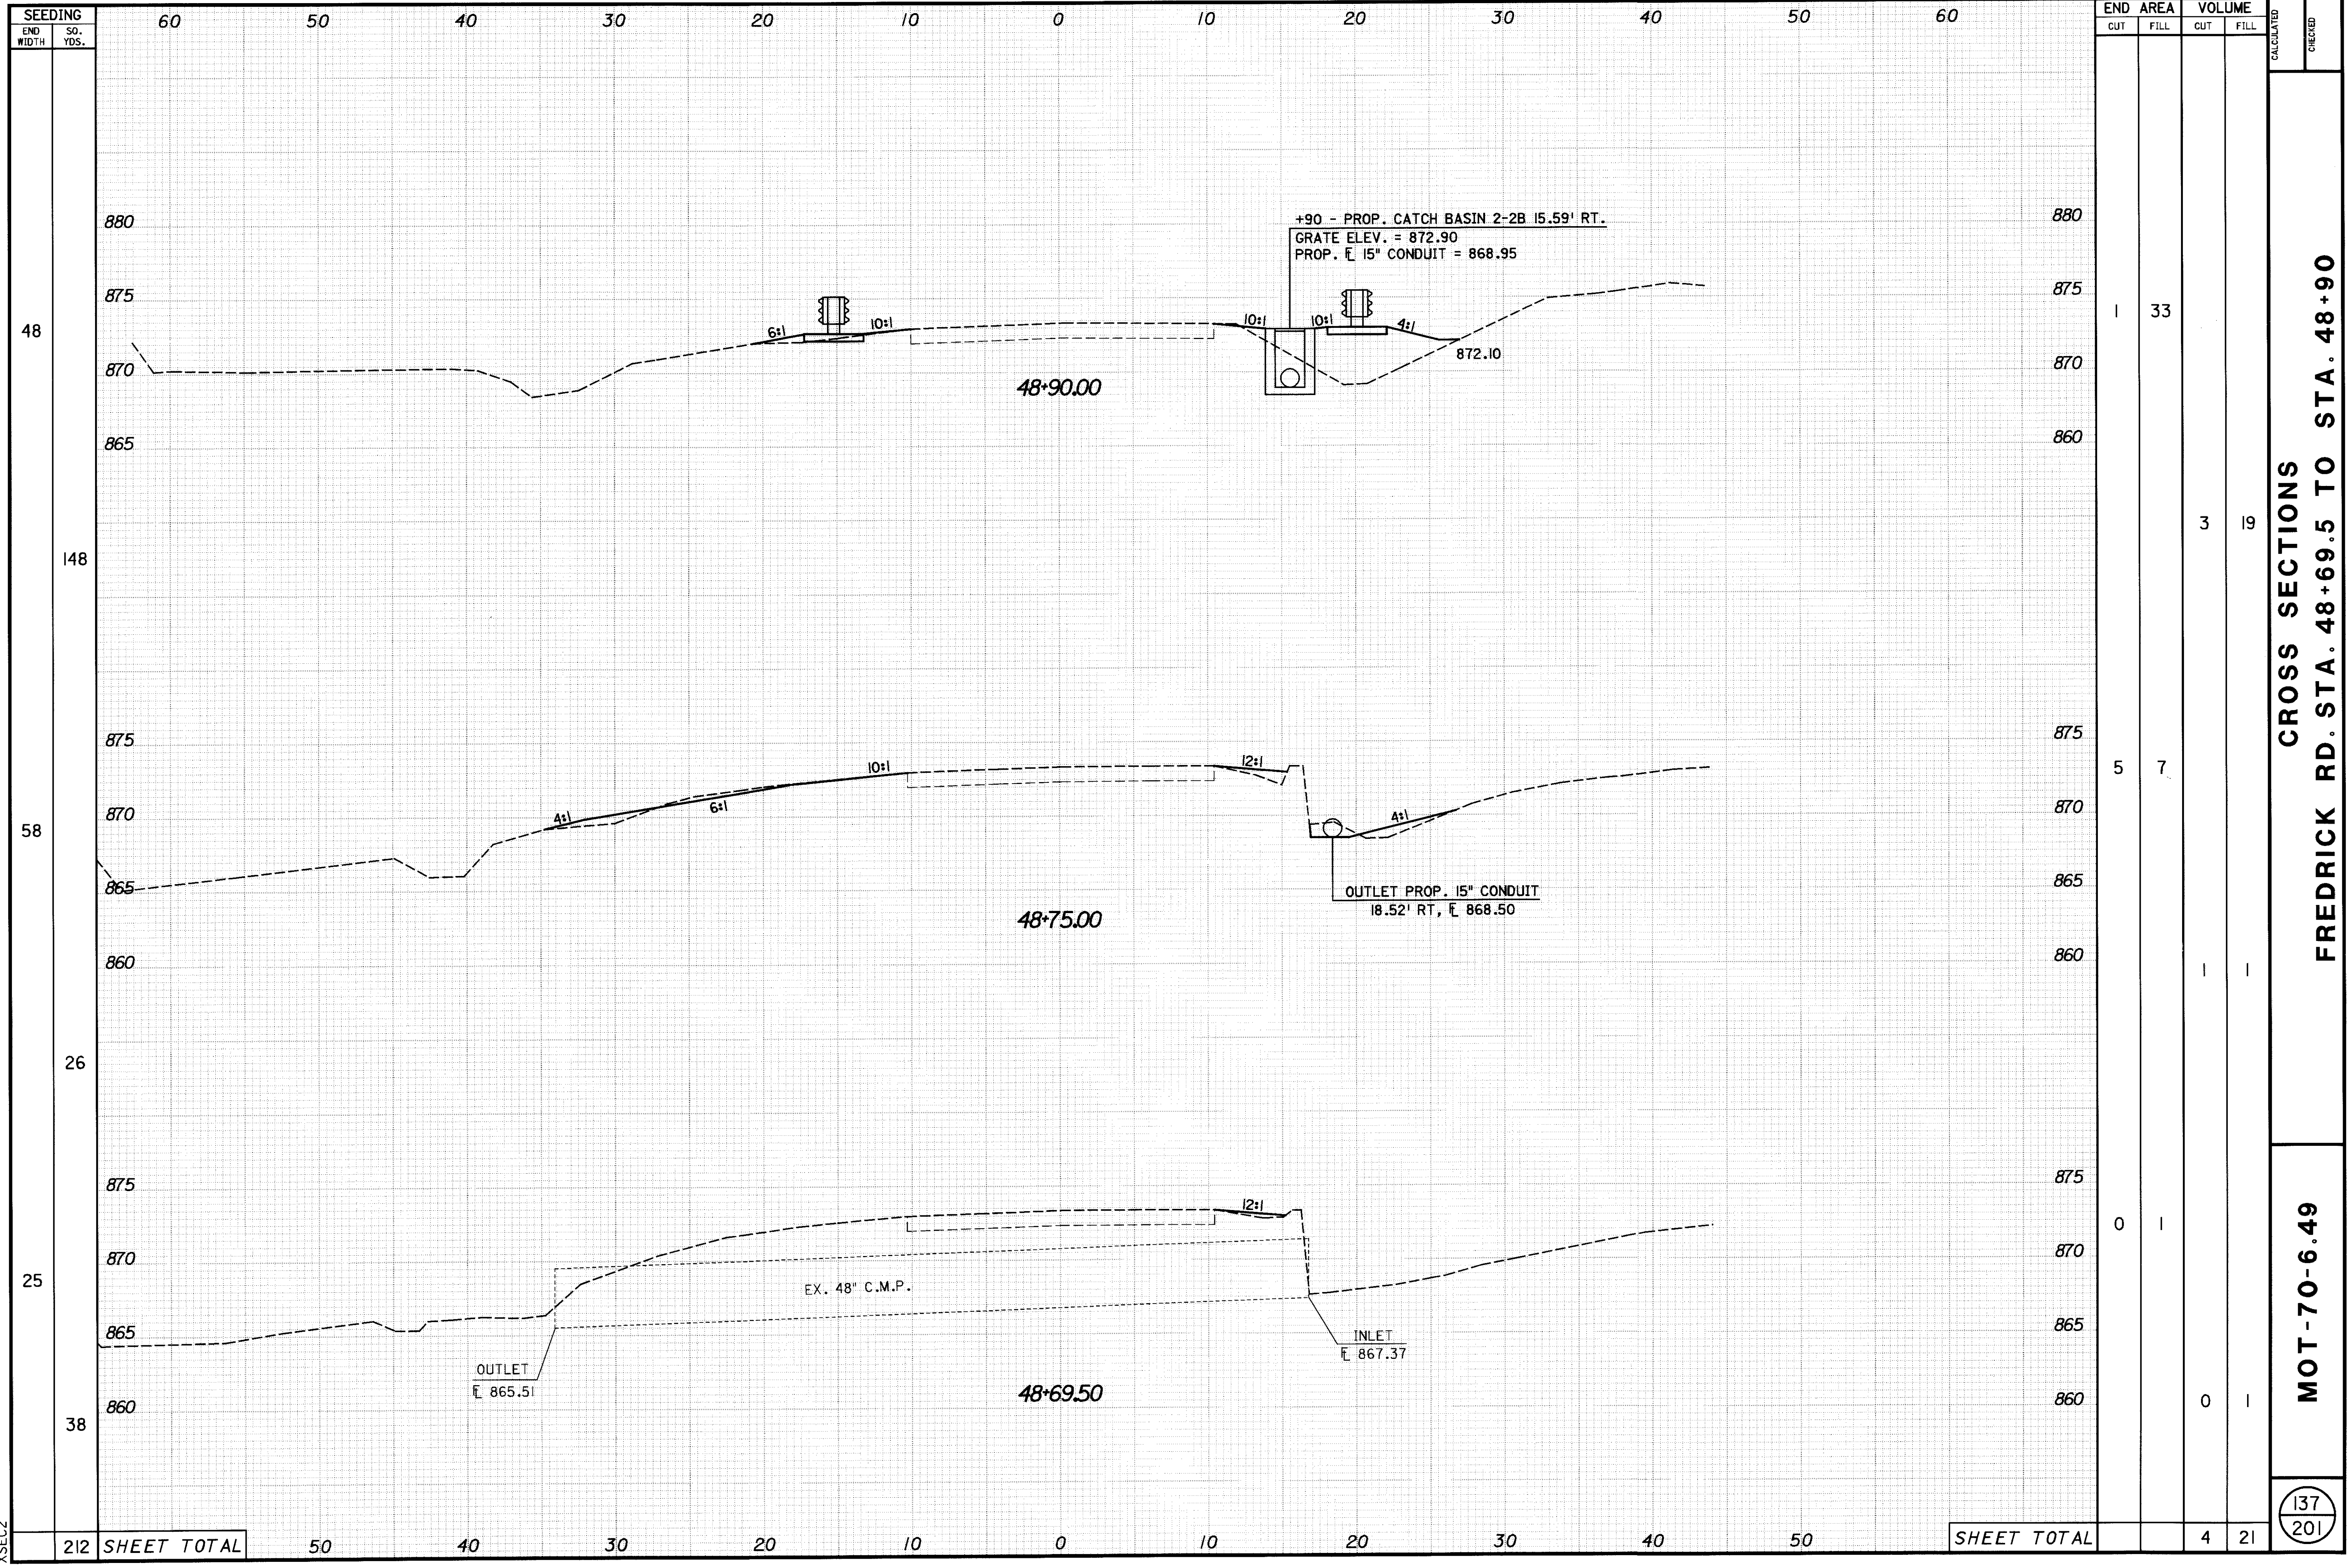 SEEDING
END WIDTH
SQ. YDS.
60 50 40 30 20 10 0 10 20 30 40 50 60
END AREA
VOLUME
CUT FILL CUT FILL
CALCULATED
CHECKED
880
+90 - PROP. CATCH BASIN 2-2B 15.59' RT.
GRATE ELEV. = 872.90
PROP. ℄ 15" CONDUIT = 868.95
880
875
875
48
6:1
10:1
10:1
10:1
4:1
1 33
872.10
870
870
48+90.00
865
860
3 19
148
875
875
10:1
12:1
5 7
870
6:1
4:1
4:1
870
58
865
865
OUTLET PROP. 15" CONDUIT
18.52' RT, ℄ 868.50
48+75.00
860
860
1 1
26
875
875
12:1
0 1
870
870
25
EX. 48" C.M.P.
865
865
INLET
℄ 867.37
OUTLET
℄ 865.51
48+69.50
860
860
0 1
38
212 SHEET TOTAL
50 40 30 20 10 0 10 20 30 40 50
SHEET TOTAL 4 21
XSEC2
CROSS SECTIONS
FREDRICK RD. STA. 48+69.5 TO STA. 48+90
MOT-70-6.49
137
201